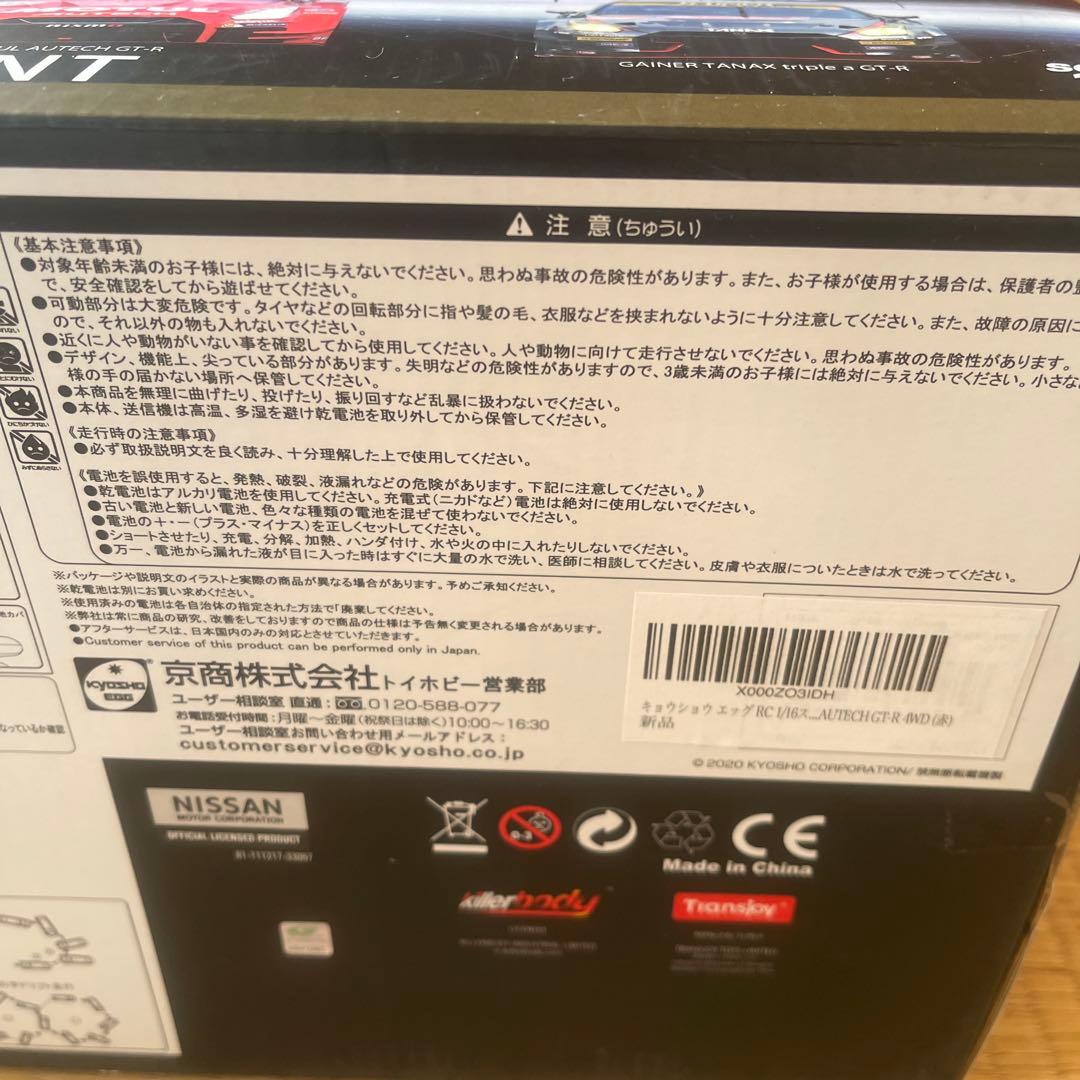 UL AUTECH GT-R
NT
GAINER TANAX triple a GT-R
注 意(ちゅうい)
《基本注意事項》
●対象年齢未満のお子様には、絶対に与えないでください。思わぬ事故の危険性があります。また、お子様が使用する場合は、保護者の監
で、安全確認をしてから遊ばせてください。
●可動部分は大変危険です。タイヤなどの回転部分に指や髪の毛、衣服などを挟まれないように十分注意してください。また、故障の原因に
ので、それ以外の物も入れないでください。
●近くに人や動物がいない事を確認してから使用してください。人や動物に向けて走行させないでください。思わぬ事故の危険性があります。
●デザイン、機能上、尖っている部分があります。失明などの危険性がありますので、3歳未満のお子様には絶対に与えないでください。小さな
様の手の届かない場所へ保管してください。
●本商品を無理に曲げたり、投げたり、振り回すなど乱暴に扱わないでください。
●本体、送信機は高温、多湿を避け乾電池を取り外してから保管してください。
《走行時の注意事項》
●必ず取扱説明文を良く読み、十分理解した上で使用してください。
《電池を誤使用すると、発熱、破裂、液漏れなどの危険があります。下記に注意してください。》
●乾電池はアルカリ電池を使用してください。充電式(ニカドなど)電池は絶対に使用しないでください。
●古い電池と新しい電池、色々な種類の電池を混ぜて使わないでください。
●電池の+・-(プラス・マイナス)を正しくセットしてください。
●ショートさせたり、充電、分解、加熱、ハンダ付け、水や火の中に入れたりしないでください。
●万一、電池から漏れた液が目に入った時はすぐに大量の水で洗い、医師に相談してください。皮膚や衣服についたときは水で洗ってください。
※パッケージや説明文のイラストと実際の商品が異なる場合があります。予めご承知ください。
※乾電池は別にお買い求めください。
※使用済みの電池は各自治体の指定された方法で「廃棄してください。
※弊社は常に商品の研究、改善をしておりますので商品の仕様は予告無く変更される場合があります。
●アフターサービスは、日本国内のみの対応とさせていただきます。
●Customer service of this product can be performed only in Japan.
KYOSHO
EGG
京商株式会社トイホビー営業部
ユーザー相談室 直通:0120-588-077
お電話受付時間:月曜~金曜(祝祭日は除く)10:00~16:30
ユーザー相談室お問い合わせ用メールアドレス:
customerservice@kyosho.co.jp
X000ZO3IDH
キョウショウ エッグ RC 1/16ス...AUTECH GT-R 4WD (赤)
新品
© 2020 KYOSHO CORPORATION/ 禁無断転載複製
なっているか確認
NISSAN
MOTOR CORPORATION
OFFICIAL LICENSED PRODUCT
0-3
CE
Made in China
killerbody
Transjoy